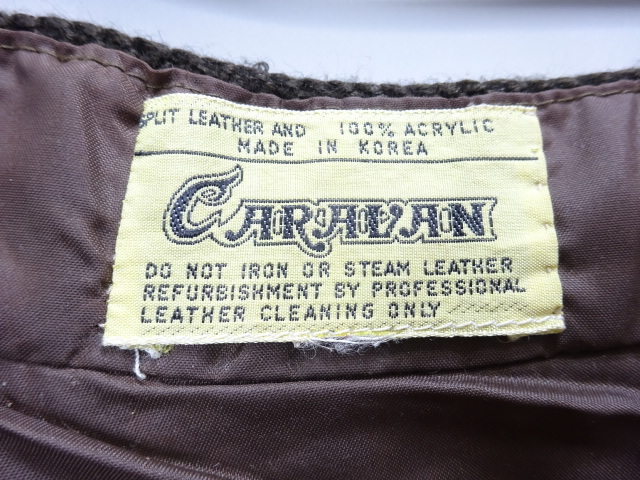 SPLIT LEATHER AND 100% ACRYLIC
MADE IN KOREA
CARAVAN
DO NOT IRON OR STEAM LEATHER
REFURBISHMENT BY PROFESSIONAL
LEATHER CLEANING ONLY